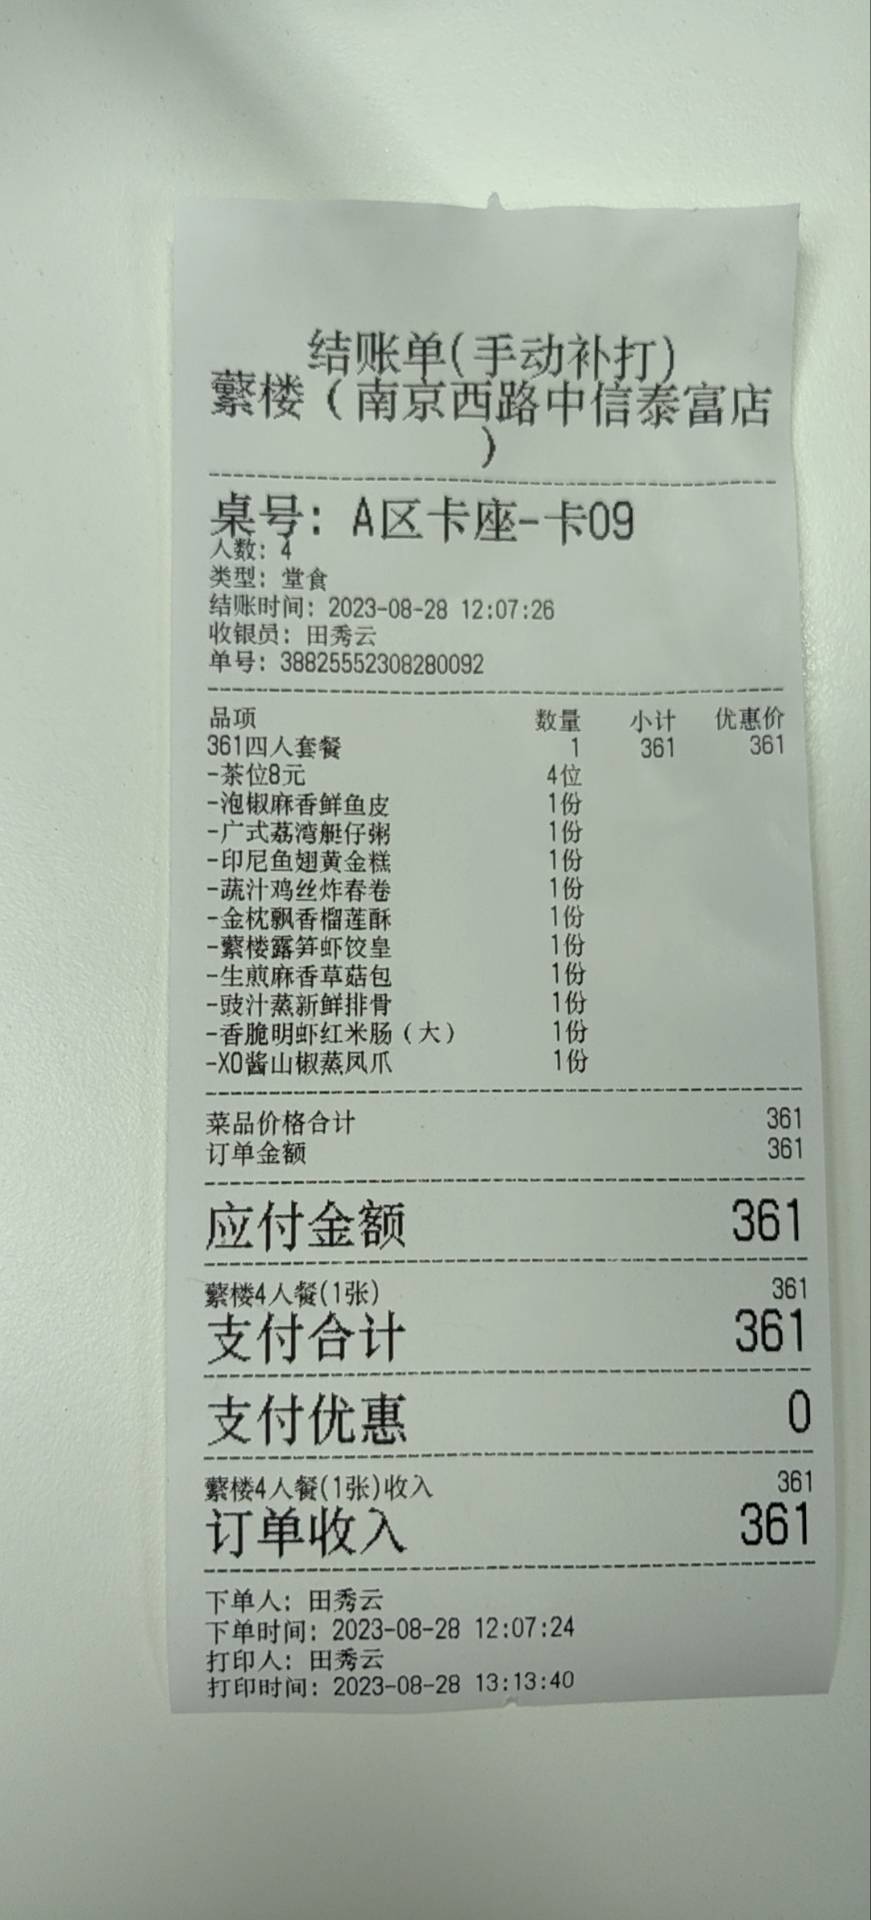 结账单(手动补打)
蘩楼（南京西路中信泰富店
）
桌号: A区卡座-卡09
人数: 4
类型: 堂食
结账时间: 2023-08-28 12:07:26
收银员: 田秀云
单号: 38825552308280092
品项 数量 小计 优惠价
361四人套餐 1 361 361
-茶位8元 4位
-泡椒麻香鲜鱼皮 1份
-广式荔湾艇仔粥 1份
-印尼鱼翅黄金糕 1份
-蔬汁鸡丝炸春卷 1份
-金枕飘香榴莲酥 1份
-蘩楼露笋虾饺皇 1份
-生煎麻香草菇包 1份
-豉汁蒸新鲜排骨 1份
-香脆明虾红米肠（大） 1份
-XO酱山椒蒸凤爪 1份
菜品价格合计 361
订单金额 361
应付金额 361
蘩楼4人餐(1张) 361
支付合计 361
支付优惠 0
蘩楼4人餐(1张)收入 361
订单收入 361
下单人: 田秀云
下单时间: 2023-08-28 12:07:24
打印人: 田秀云
打印时间: 2023-08-28 13:13:40